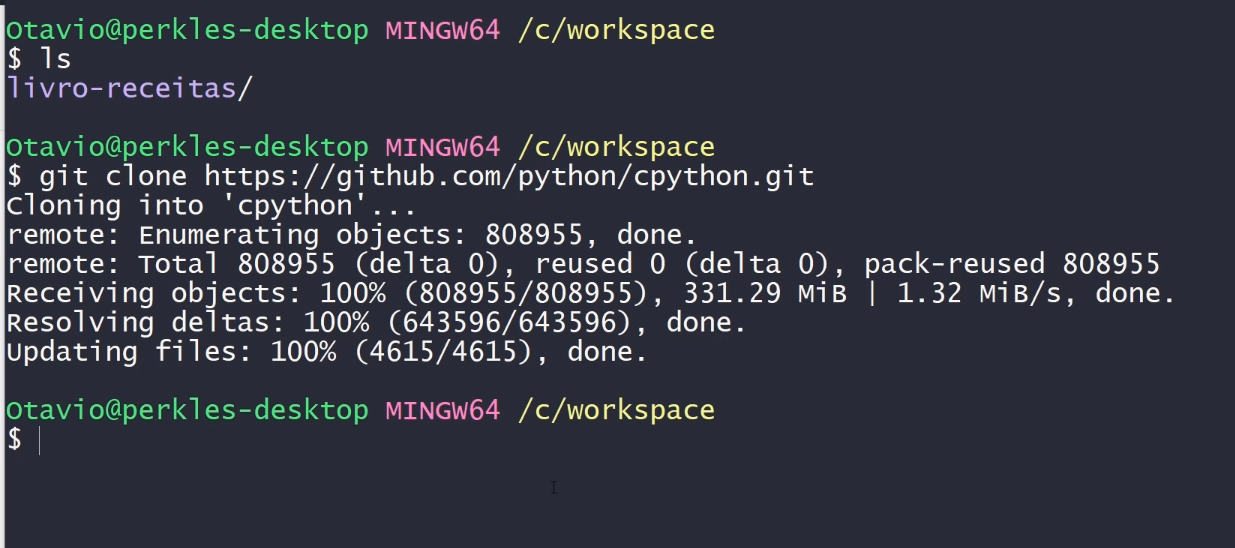 Otavio@perkles-desktop MINGW64 /c/workspace
$ ls
livro-receitas/
Otavio@perkles-desktop MINGW64 /c/workspace
$ git clone https://github.com/python/cpython.git
Cloning into 'cpython'...
remote: Enumerating objects: 808955, done.
remote: Total 808955 (delta 0), reused 0 (delta 0), pack-reused 808955
Receiving objects: 100% (808955/808955), 331.29 MiB | 1.32 MiB/s, done.
Resolving deltas: 100% (643596/643596), done.
Updating files: 100% (4615/4615), done.
Otavio@perkles-desktop MINGW64 /c/workspace
$